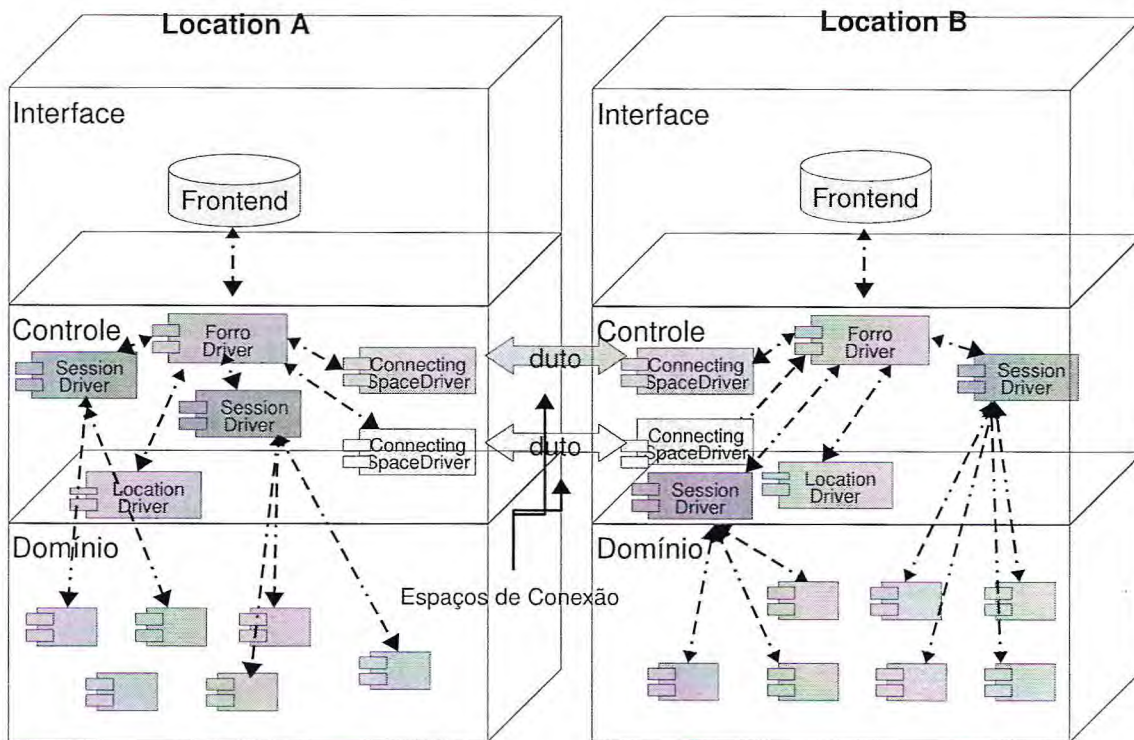 Location A
Location B
Interface
Interface
Frontend
Frontend
Controle
Forro
Driver
Session
Driver
Session
Driver
Connecting
SpaceDriver
Connecting
SpaceDriver
Location
Driver
duto
duto
Controle
Connecting
SpaceDriver
Connecting
SpaceDriver
Forro
Driver
Session
Driver
Session
Driver
Location
Driver
Domínio
Espaços de Conexão
Domínio